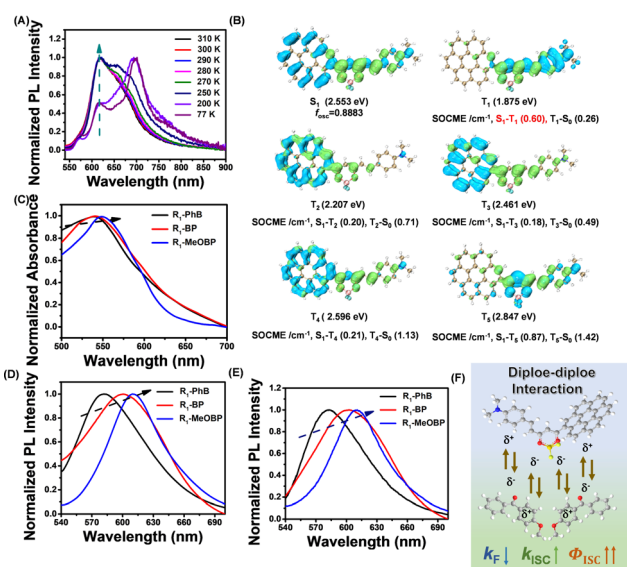 (A)
Normalized PL Intensity
1.2
1.0
0.8
0.6
0.4
0.2
0.0
310 K
300 K
290 K
280 K
270 K
250 K
200 K
77 K
550 600 650 700 750 800 850 900
Wavelength (nm)
(B)
S1 (2.553 eV)
fosc=0.8883
T1 (1.875 eV)
SOCME /cm-1, S1-T1 (0.60), T1-S0 (0.26)
T2 (2.207 eV)
SOCME /cm-1, S1-T2 (0.20), T2-S0 (0.71)
T3 (2.461 eV)
SOCME /cm-1, S1-T3 (0.18), T3-S0 (0.49)
T4 ( 2.596 eV)
SOCME /cm-1, S1-T4 (0.21), T4-S0 (1.13)
T5 (2.847 eV)
SOCME /cm-1, S1-T5 (0.87), T5-S0 (1.42)
(C)
Normalized Absorbance
1.2
1.0
0.8
0.6
0.4
0.2
0.0
R1-PhB
R1-BP
R1-MeOBP
500 550 600 650 700
Wavelength (nm)
(D)
Normalized PL Intensity
1.2
1.0
0.8
0.6
0.4
0.2
0.0
R1-PhB
R1-BP
R1-MeOBP
540 570 600 630 660 690
Wavelength (nm)
(E)
Normalized PL Intensity
1.2
1.0
0.8
0.6
0.4
0.2
0.0
R1-PhB
R1-BP
R1-MeOBP
540 570 600 630 660 690
Wavelength (nm)
(F)
Diploe-diploe
Interaction
δ+ δ+
δ- δ-
δ- δ-
δ+ δ+
kF↓ kISC↑ ΦISC↑↑